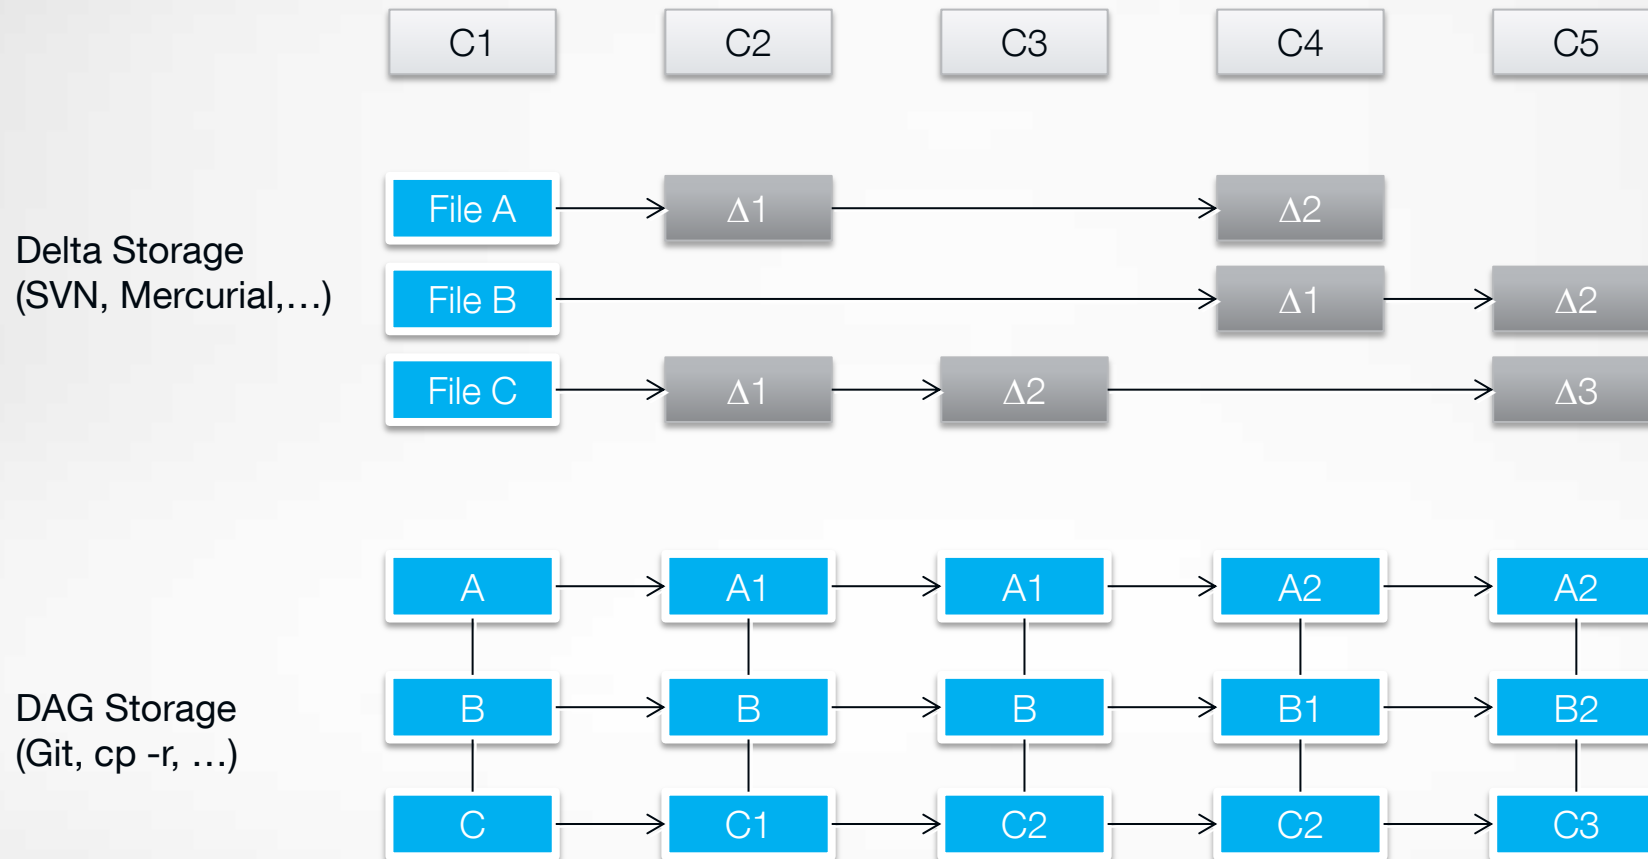 C1 C2 C3 C4 C5
File A Δ1 Δ2
Delta Storage
(SVN, Mercurial,…)
File B Δ1 Δ2
File C Δ1 Δ2 Δ3
A A1 A1 A2 A2
DAG Storage
(Git, cp -r, …)
B B B B1 B2
C C1 C2 C2 C3